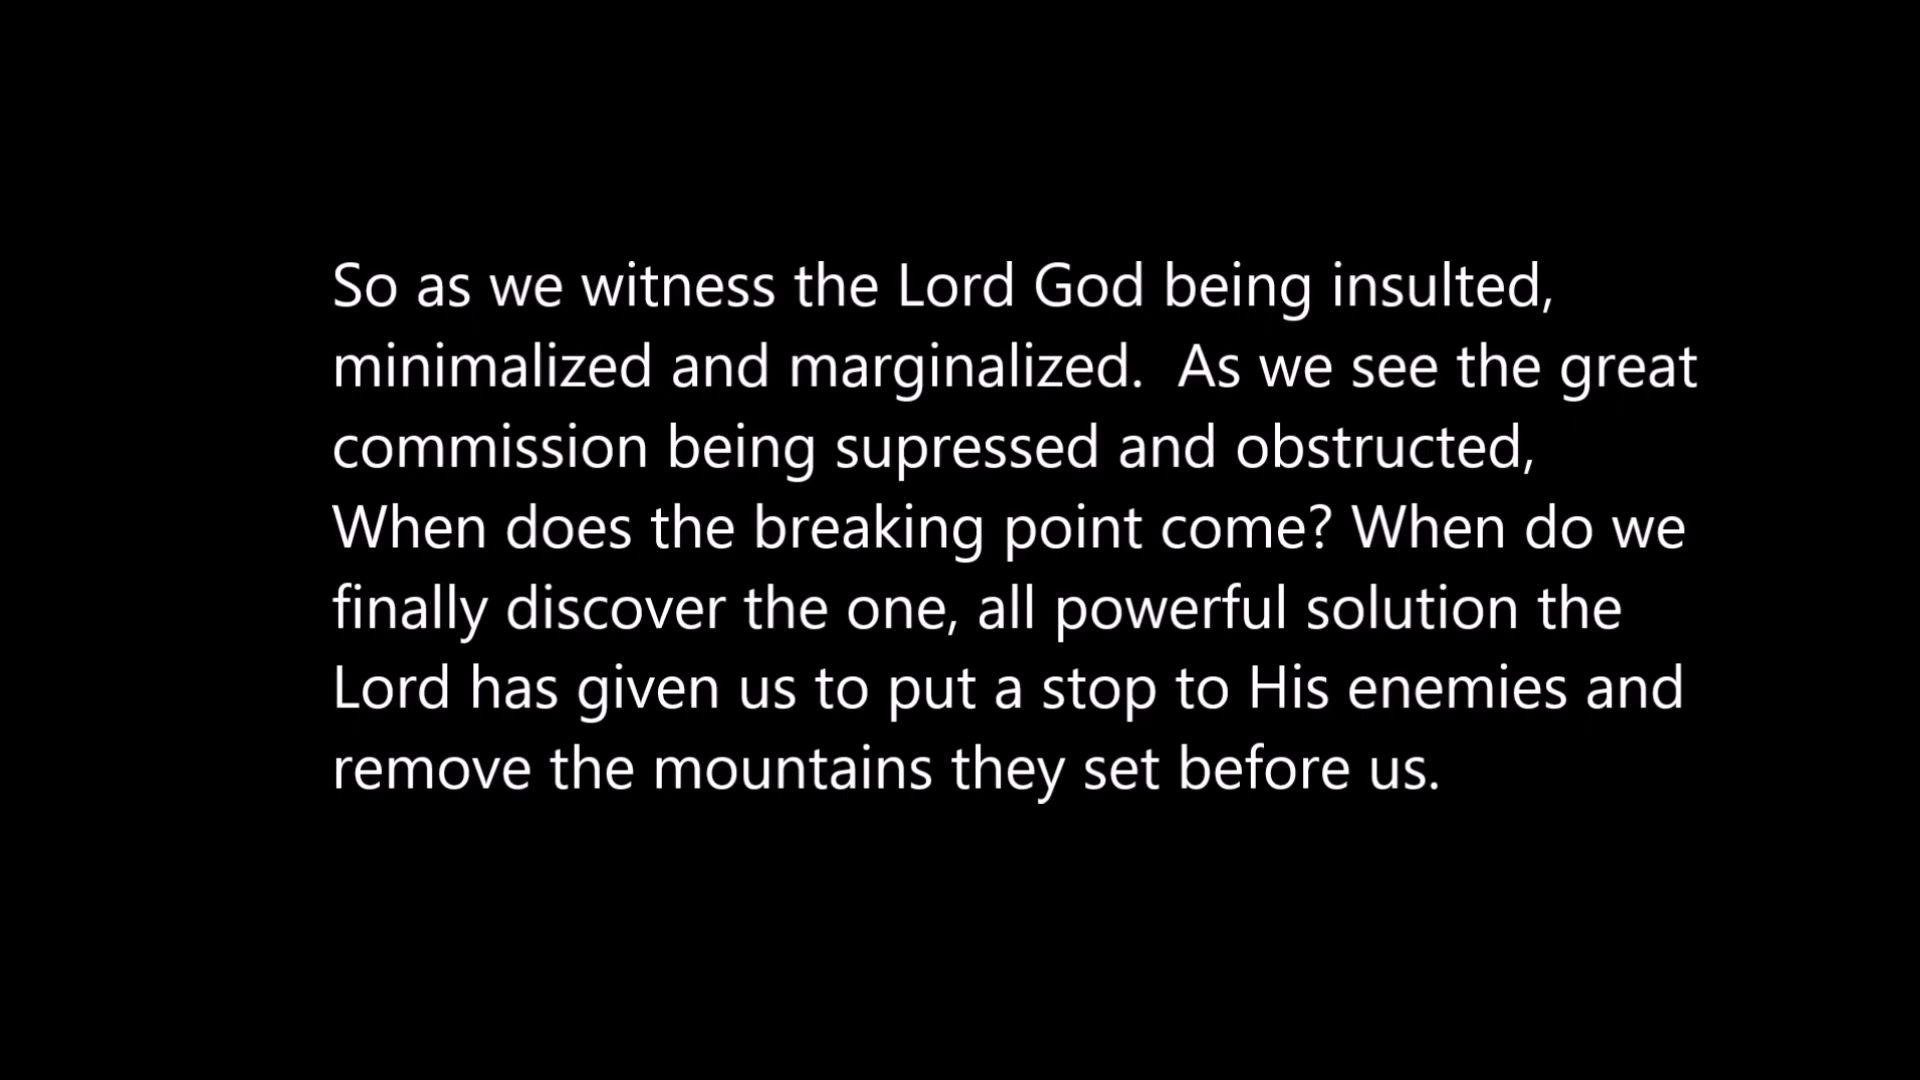 So as we witness the Lord God being insulted,
minimalized and marginalized.  As we see the great
commission being supressed and obstructed,
When does the breaking point come? When do we
finally discover the one, all powerful solution the
Lord has given us to put a stop to His enemies and
remove the mountains they set before us.